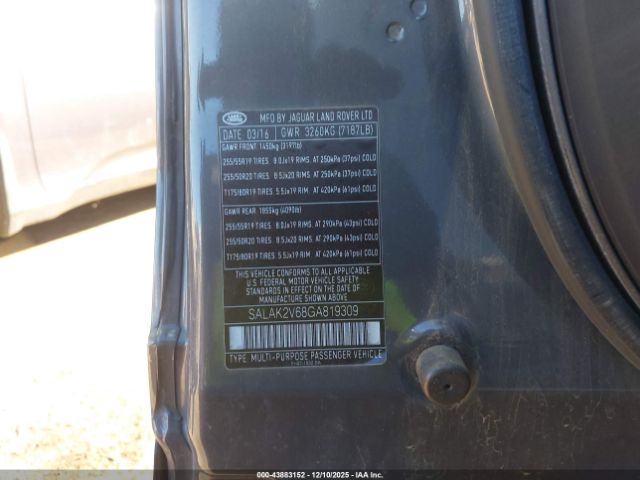 LAND ROVER
MFG BY JAGUAR LAND ROVER LTD
DATE 03/16 GWR 3260KG (7187LB)
GAWR FRONT 1450kg (3197lb)
255/55R19 TIRES. 8.0Jx19 RIMS. AT 250kPa (37psi) COLD
255/50R20 TIRES. 8.5Jx20 RIMS. AT 250kPa (37psi) COLD
T175/80R19 TIRES. 5.5Jx19 RIM. AT 420kPa (61psi) COLD
GAWR REAR 1855kg (4090lb)
255/55R19 TIRES. 8.0Jx19 RIMS. AT 290kPa (43psi) COLD
255/50R20 TIRES. 8.5Jx20 RIMS. AT 290kPa (43psi) COLD
T175/80R19 TIRES. 5.5Jx19 RIM. AT 420kPa (61psi) COLD
THIS VEHICLE CONFORMS TO ALL APPLICABLE
U.S. FEDERAL MOTOR VEHICLE SAFETY
STANDARDS IN EFFECT ON THE DATE OF
MANUFACTURE SHOWN ABOVE.
SALAK2V68GA819309
TYPE: MULTI-PURPOSE PASSENGER VEHICLE
000-43883152 - 12/10/2025 - IAA Inc.